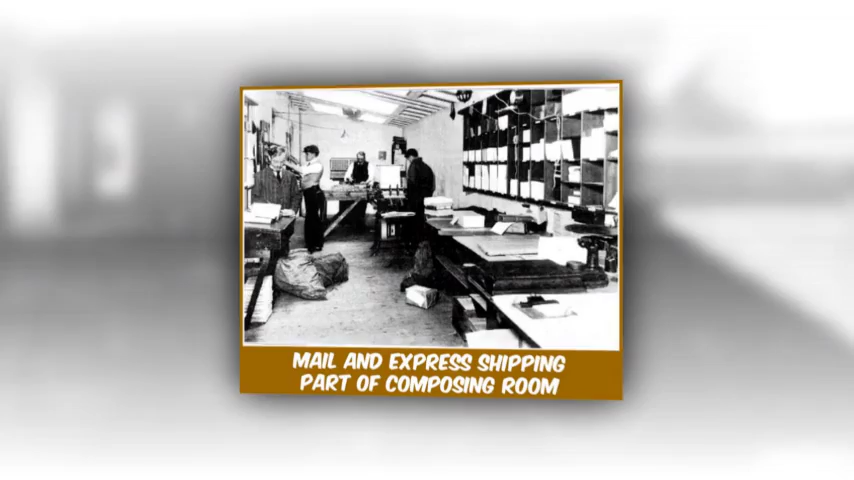 MAIL AND EXPRESS SHIPPING
PART OF COMPOSING ROOM